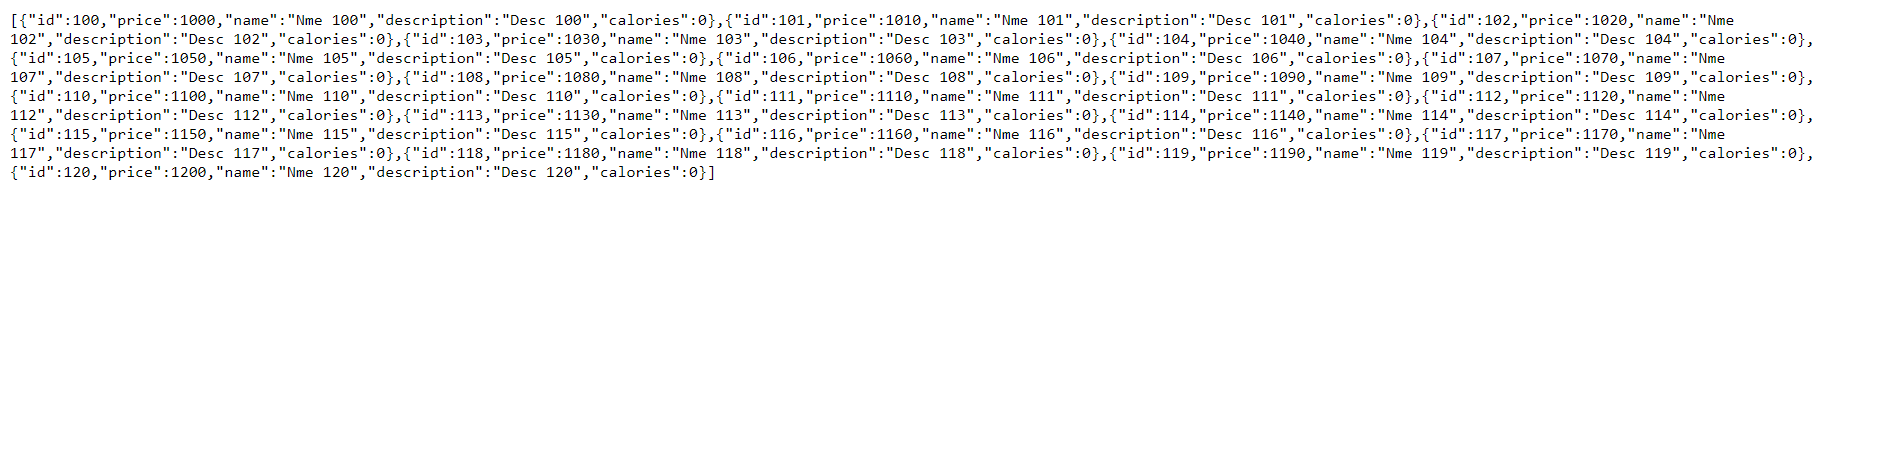 [{"id":100,"price":1000,"name":"Nme 100","description":"Desc 100","calories":0},{"id":101,"price":1010,"name":"Nme 101","description":"Desc 101","calories":0},{"id":102,"price":1020,"name":"Nme
102","description":"Desc 102","calories":0},{"id":103,"price":1030,"name":"Nme 103","description":"Desc 103","calories":0},{"id":104,"price":1040,"name":"Nme 104","description":"Desc 104","calories":0},
{"id":105,"price":1050,"name":"Nme 105","description":"Desc 105","calories":0},{"id":106,"price":1060,"name":"Nme 106","description":"Desc 106","calories":0},{"id":107,"price":1070,"name":"Nme
107","description":"Desc 107","calories":0},{"id":108,"price":1080,"name":"Nme 108","description":"Desc 108","calories":0},{"id":109,"price":1090,"name":"Nme 109","description":"Desc 109","calories":0},
{"id":110,"price":1100,"name":"Nme 110","description":"Desc 110","calories":0},{"id":111,"price":1110,"name":"Nme 111","description":"Desc 111","calories":0},{"id":112,"price":1120,"name":"Nme
112","description":"Desc 112","calories":0},{"id":113,"price":1130,"name":"Nme 113","description":"Desc 113","calories":0},{"id":114,"price":1140,"name":"Nme 114","description":"Desc 114","calories":0},
{"id":115,"price":1150,"name":"Nme 115","description":"Desc 115","calories":0},{"id":116,"price":1160,"name":"Nme 116","description":"Desc 116","calories":0},{"id":117,"price":1170,"name":"Nme
117","description":"Desc 117","calories":0},{"id":118,"price":1180,"name":"Nme 118","description":"Desc 118","calories":0},{"id":119,"price":1190,"name":"Nme 119","description":"Desc 119","calories":0},
{"id":120,"price":1200,"name":"Nme 120","description":"Desc 120","calories":0}]